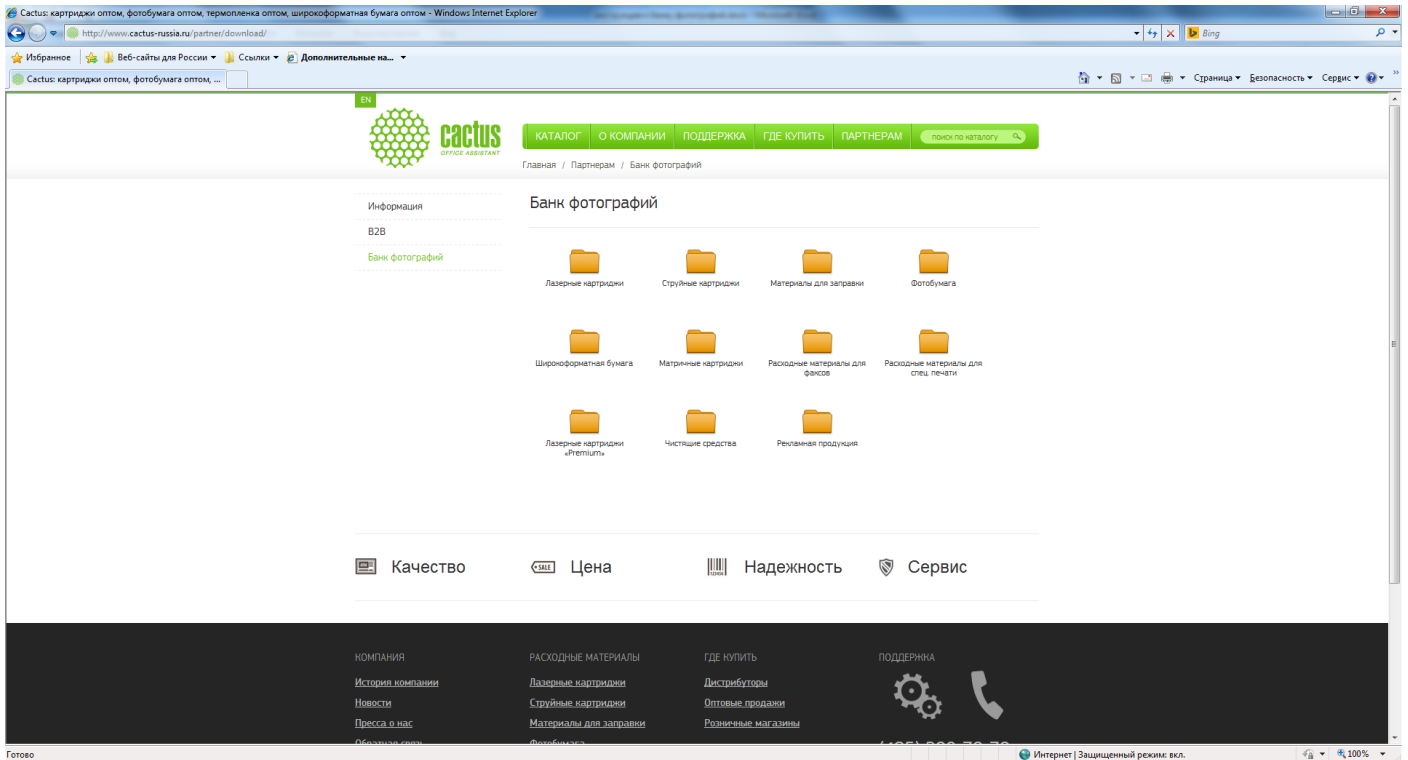 Cactus: картриджи оптом, фотобумага оптом, термопленка оптом, широкоформатная бумага оптом - Windows Internet Explorer
http://www.cactus-russia.ru/partner/download/
Bing
Избранное
Веб-сайты для России
Ссылки
Дополнительные на...
Cactus: картриджи оптом, фотобумага оптом, ...
Страница
Безопасность
Сервис
EN
cactus
OFFICE ASSISTANT
КАТАЛОГ О КОМПАНИИ ПОДДЕРЖКА ГДЕ КУПИТЬ ПАРТНЕРАМ поиск по каталогу
Главная / Партнерам / Банк фотографий
Информация
B2B
Банк фотографий
Банк фотографий
Лазерные картриджи
Струйные картриджи
Материалы для заправки
Фотобумага
Широкоформатная бумага
Матричные картриджи
Расходные материалы для
факсов
Расходные материалы для
спец. печати
Лазерные картриджи
«Premium»
Чистящие средства
Рекламная продукция
Качество
SALE
Цена
Надежность
Сервис
КОМПАНИЯ
История компании
Новости
Пресса о нас
РАСХОДНЫЕ МАТЕРИАЛЫ
Лазерные картриджи
Струйные картриджи
Материалы для заправки
Фотобумага
ГДЕ КУПИТЬ
Дистрибуторы
Оптовые продажи
Розничные магазины
ПОДДЕРЖКА
Готово
Интернет | Защищенный режим: вкл.
100%